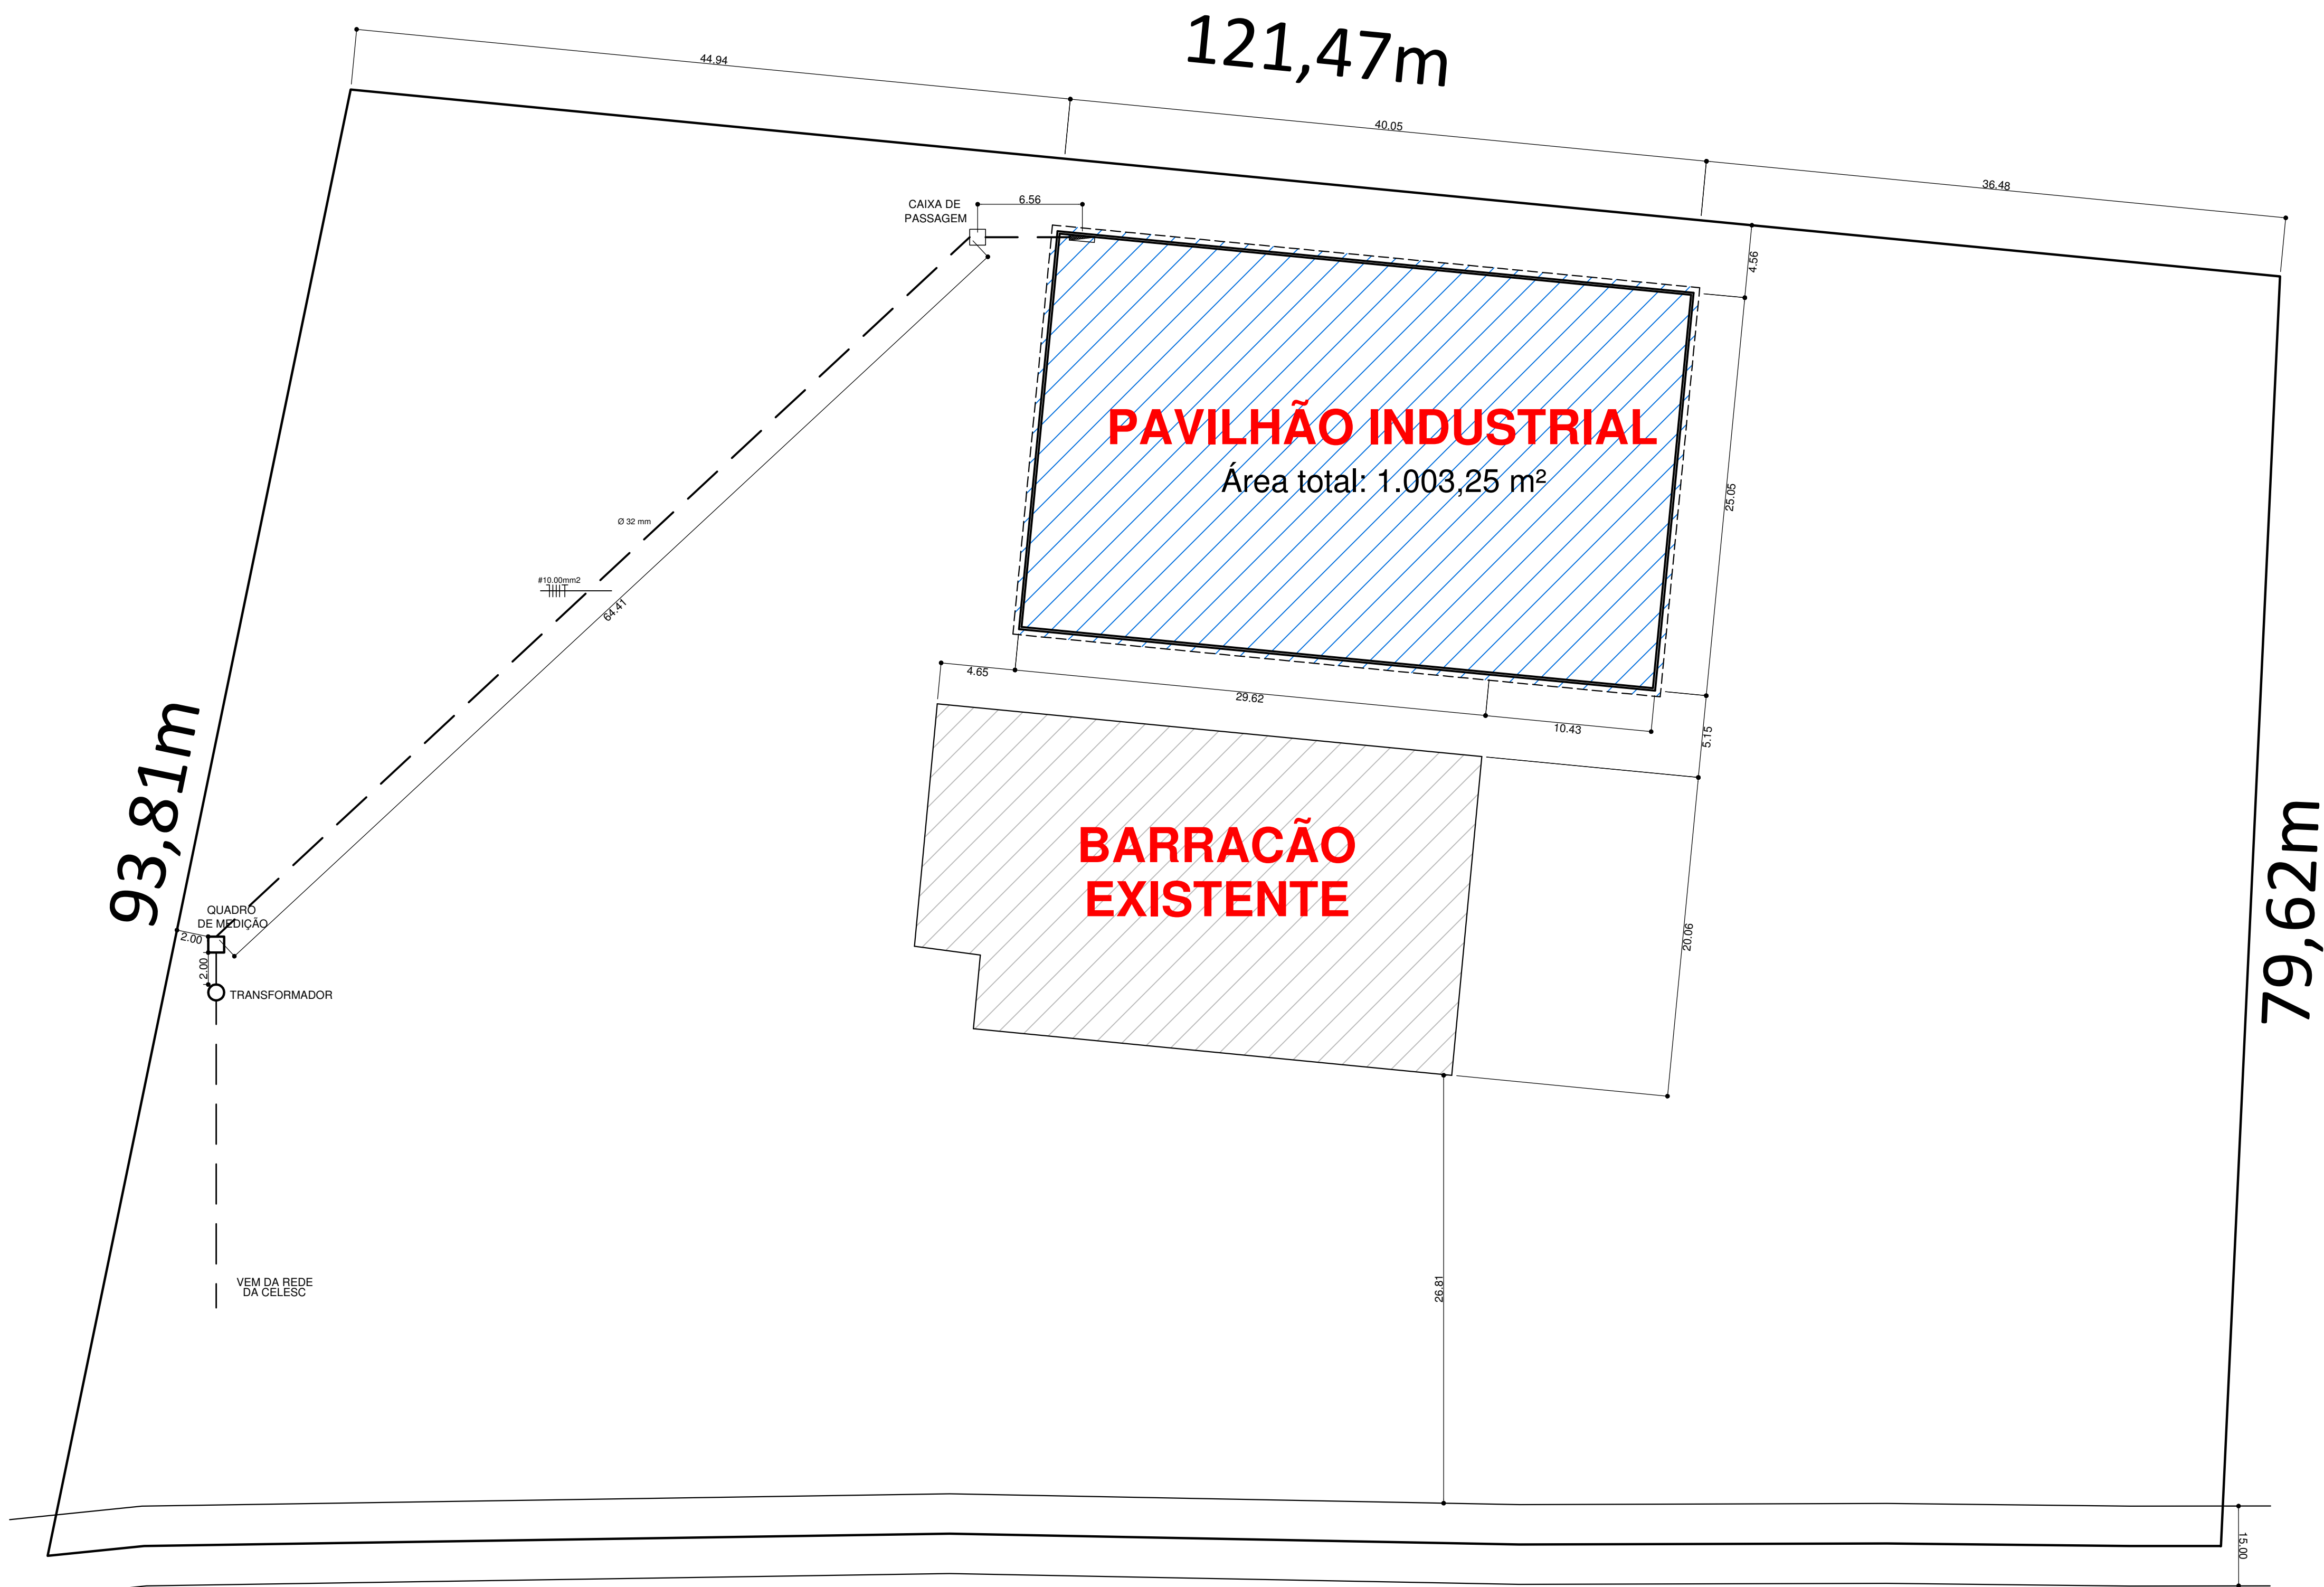 121,47m
44.94
40.05
36.48
CAIXA DE
PASSAGEM
6.56
4.56
PAVILHÃO INDUSTRIAL
Área total: 1.003,25 m²
25.05
Ø 32 mm
#10.00mm2
64.41
4.65
29.62
10.43
5.15
93,81m
79,62m
BARRACÃO
EXISTENTE
QUADRO
DE MEDIÇÃO
2.00
2.00
TRANSFORMADOR
20.06
VEM DA REDE
DA CELESC
26.81
15.00